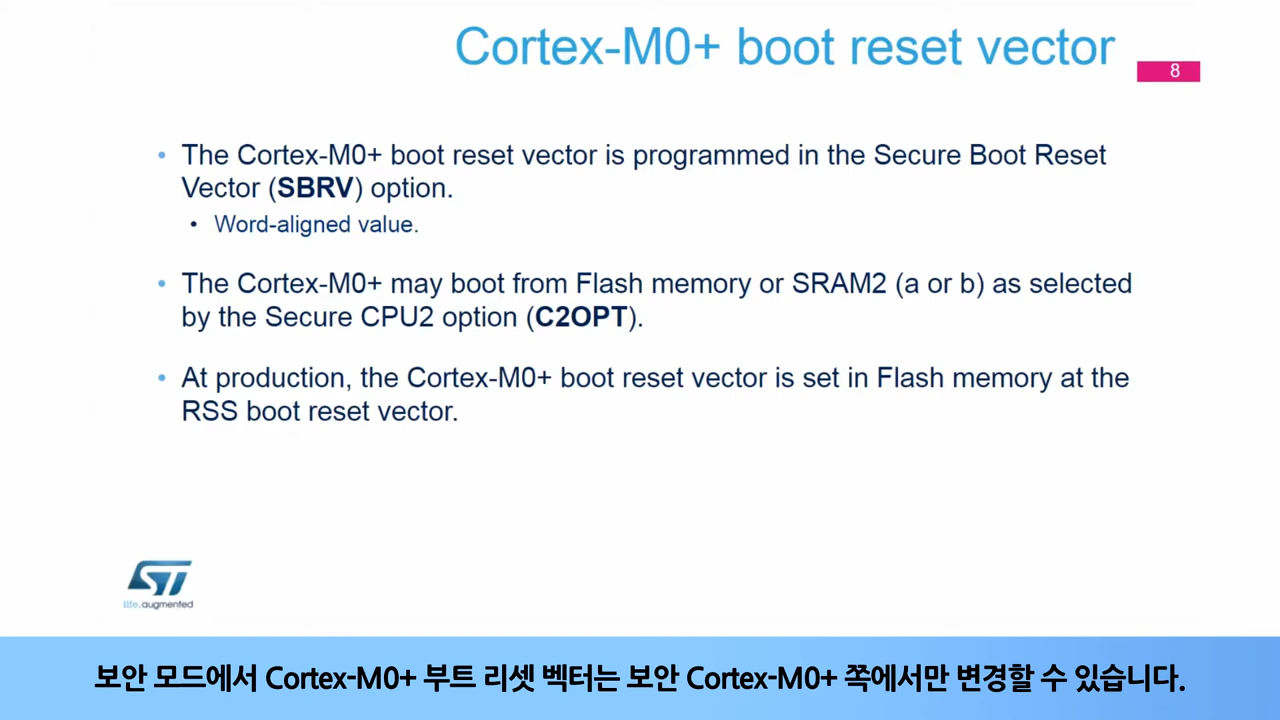 Cortex-M0+ boot reset vector
8
• The Cortex-M0+ boot reset vector is programmed in the Secure Boot Reset
Vector (SBRV) option.
• Word-aligned value.
• The Cortex-M0+ may boot from Flash memory or SRAM2 (a or b) as selected
by the Secure CPU2 option (C2OPT).
• At production, the Cortex-M0+ boot reset vector is set in Flash memory at the
RSS boot reset vector.
ST
life.augmented
보안 모드에서 Cortex-M0+ 부트 리셋 벡터는 보안 Cortex-M0+ 쪽에서만 변경할 수 있습니다.